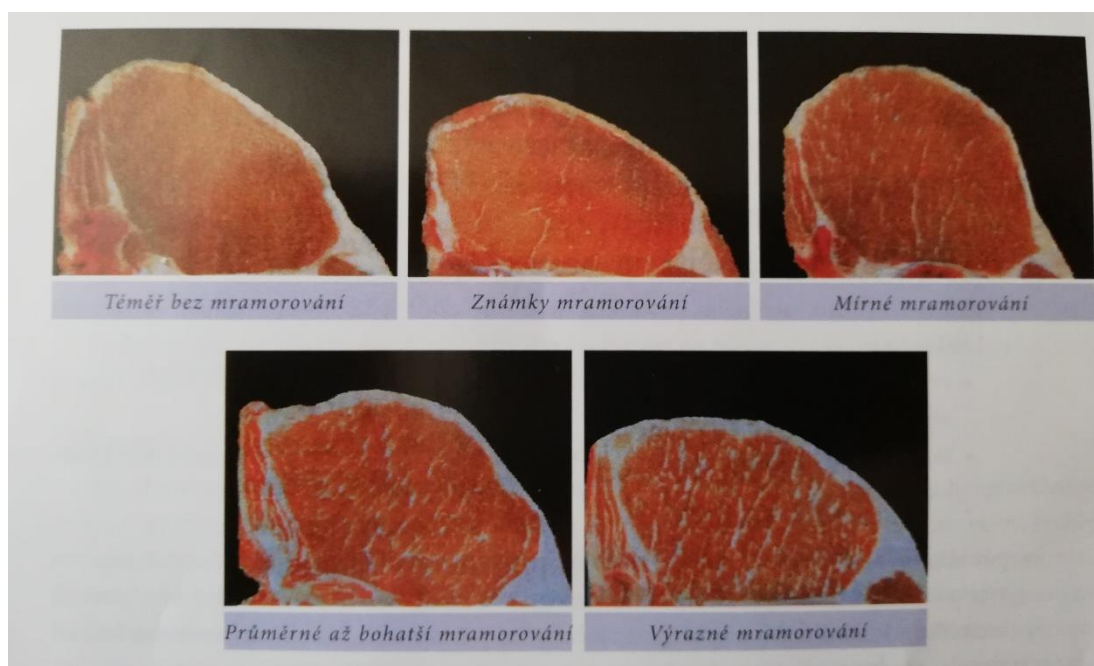 Téměř bez mramorování
Známky mramorování
Mírné mramorování
Průměrné až bohatší mramorování
Výrazné mramorování